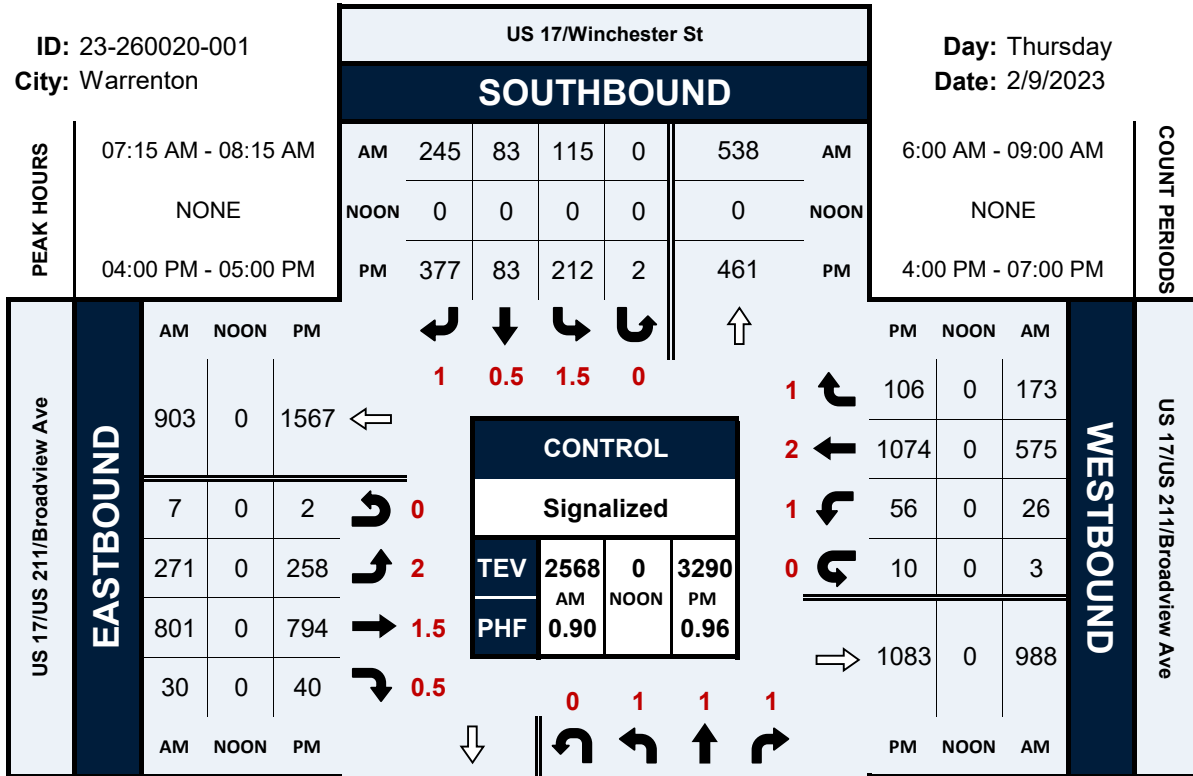 ID: 23-260020-001
City: Warrenton
US 17/Winchester St
SOUTHBOUND
Day: Thursday
Date: 2/9/2023
PEAK HOURS
07:15 AM - 08:15 AM
NONE
04:00 PM - 05:00 PM
AM 245 83 115 0 538 AM
NOON 0 0 0 0 0 NOON
PM 377 83 212 2 461 PM
1 0.5 1.5 0
6:00 AM - 09:00 AM
NONE
4:00 PM - 07:00 PM
COUNT PERIODS
US 17/US 211/Broadview Ave
EASTBOUND
AM NOON PM
903 0 1567
7 0 2 0
271 0 258 2
801 0 794 1.5
30 0 40 0.5
AM NOON PM
CONTROL
Signalized
TEV 2568 0 3290
AM NOON PM
PHF 0.90 0.96
PM NOON AM
1 106 0 173
2 1074 0 575
1 56 0 26
0 10 0 3
1083 0 988
PM NOON AM
WESTBOUND
US 17/US 211/Broadview Ave
0 1 1 1